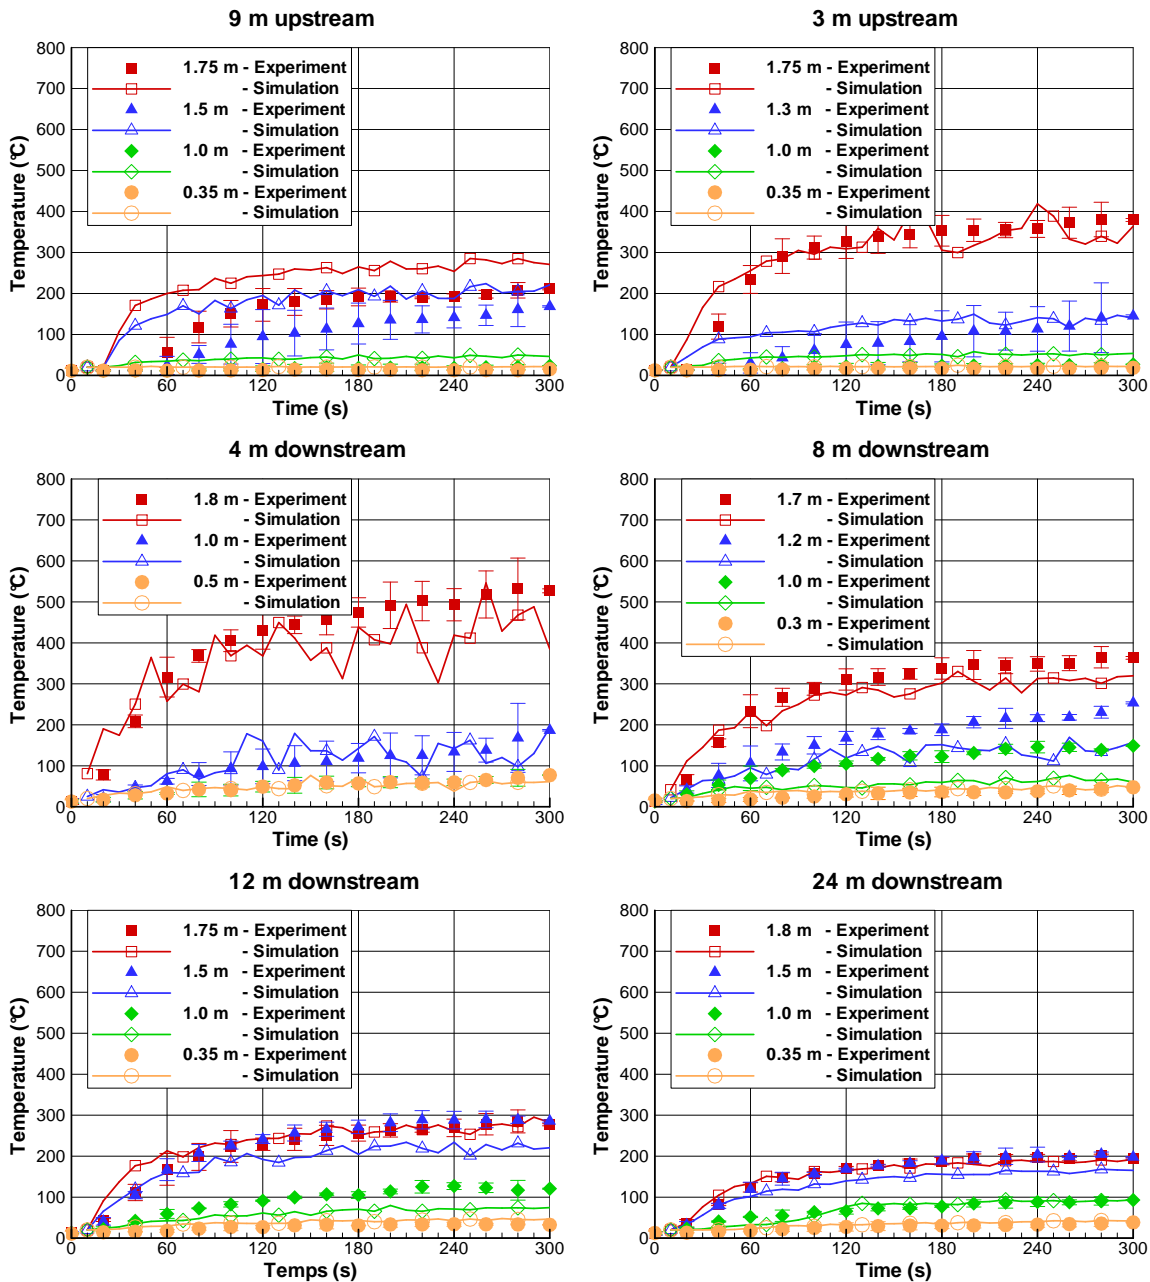 9 m upstream
800
700
600
500
400
300
200
100
0
Temperature (°C)
1.75 m - Experiment
- Simulation
1.5 m - Experiment
- Simulation
1.0 m - Experiment
- Simulation
0.35 m - Experiment
- Simulation
0 60 120 180 240 300
Time (s)
3 m upstream
800
700
600
500
400
300
200
100
0
Temperature (°C)
1.75 m - Experiment
- Simulation
1.3 m - Experiment
- Simulation
1.0 m - Experiment
- Simulation
0.35 m - Experiment
- Simulation
0 60 120 180 240 300
Time (s)
4 m downstream
800
700
600
500
400
300
200
100
0
Temperature (°C)
1.8 m - Experiment
- Simulation
1.0 m - Experiment
- Simulation
0.5 m - Experiment
- Simulation
0 60 120 180 240 300
Time (s)
8 m downstream
800
700
600
500
400
300
200
100
0
Temperature (°C)
1.7 m - Experiment
- Simulation
1.2 m - Experiment
- Simulation
1.0 m - Experiment
- Simulation
0.3 m - Experiment
- Simulation
0 60 120 180 240 300
Time (s)
12 m downstream
800
700
600
500
400
300
200
100
0
Temperature (°C)
1.75 m - Experiment
- Simulation
1.5 m - Experiment
- Simulation
1.0 m - Experiment
- Simulation
0.35 m - Experiment
- Simulation
0 60 120 180 240 300
Temps (s)
24 m downstream
800
700
600
500
400
300
200
100
0
Temperature (°C)
1.8 m - Experiment
- Simulation
1.5 m - Experiment
- Simulation
1.0 m - Experiment
- Simulation
0.35 m - Experiment
- Simulation
0 60 120 180 240 300
Time (s)